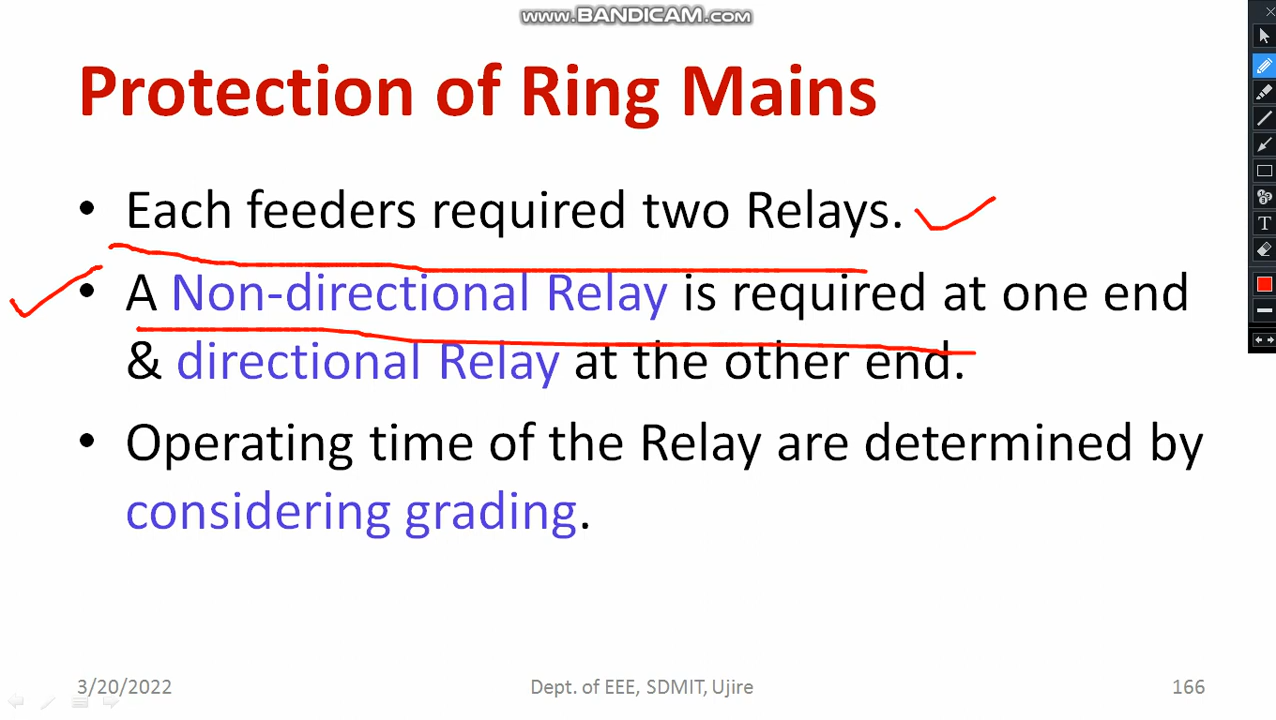 www.BANDICAM.com
Protection of Ring Mains
• Each feeders required two Relays.
• A Non-directional Relay is required at one end
& directional Relay at the other end.
• Operating time of the Relay are determined by
considering grading.
3/20/2022 Dept. of EEE, SDMIT, Ujire 166